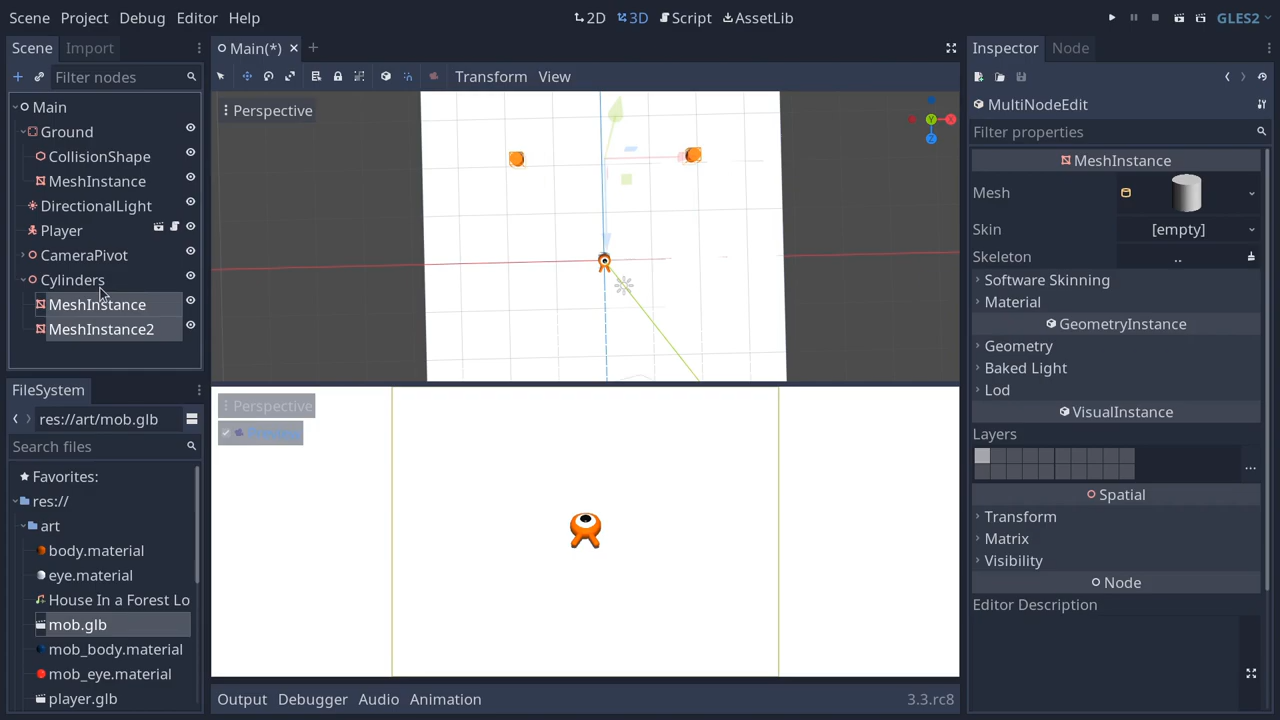 Scene Project Debug Editor Help
2D 3D Script AssetLib
GLES2
Scene Import
Filter nodes
Main
Ground
CollisionShape
MeshInstance
DirectionalLight
Player
CameraPivot
Cylinders
MeshInstance
MeshInstance2
FileSystem
res://art/mob.glb
Search files
Favorites:
res://
art
body.material
eye.material
House In a Forest Lo
mob.glb
mob_body.material
mob_eye.material
player.glb
Main(*)
Transform View
Perspective
Perspective
Preview
Output Debugger Audio Animation
3.3.rc8
Inspector Node
MultiNodeEdit
Filter properties
MeshInstance
Mesh
Skin [empty]
Skeleton ..
Software Skinning
Material
GeometryInstance
Geometry
Baked Light
Lod
VisualInstance
Layers
...
Spatial
Transform
Matrix
Visibility
Node
Editor Description